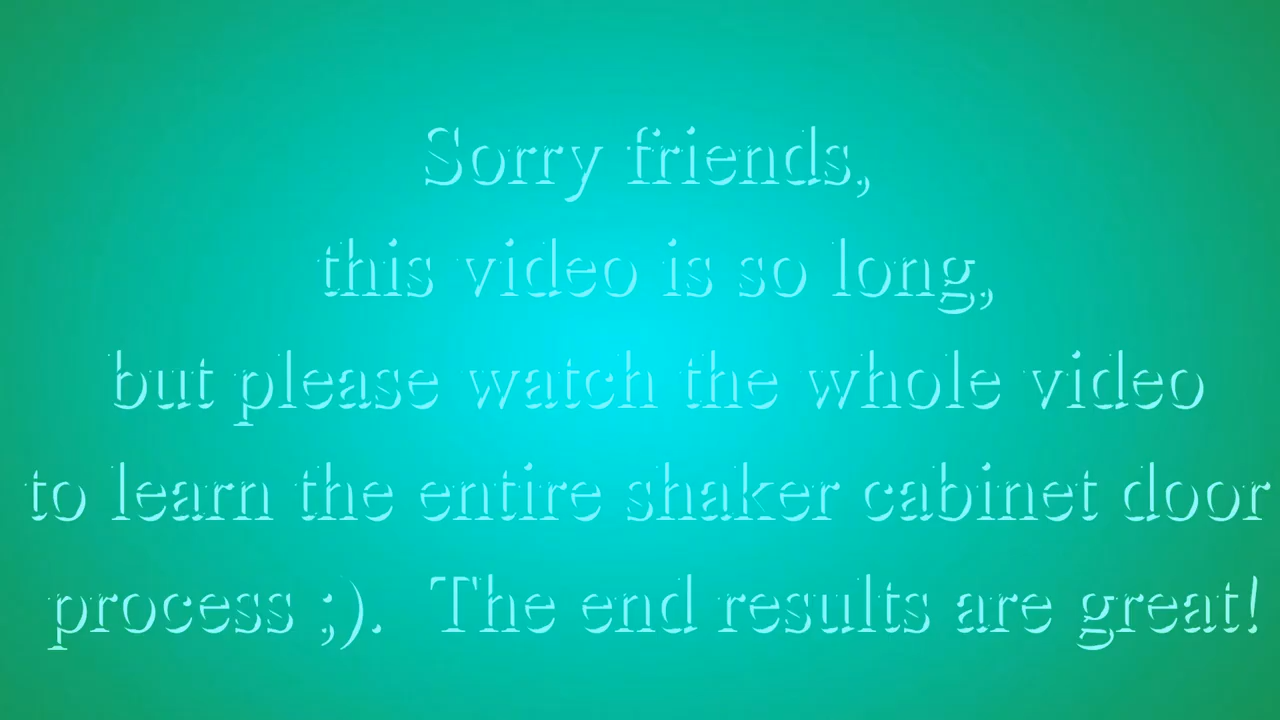 Sorry friends,
this video is so long,
but please watch the whole video
to learn the entire shaker cabinet door
process ;).  The end results are great!